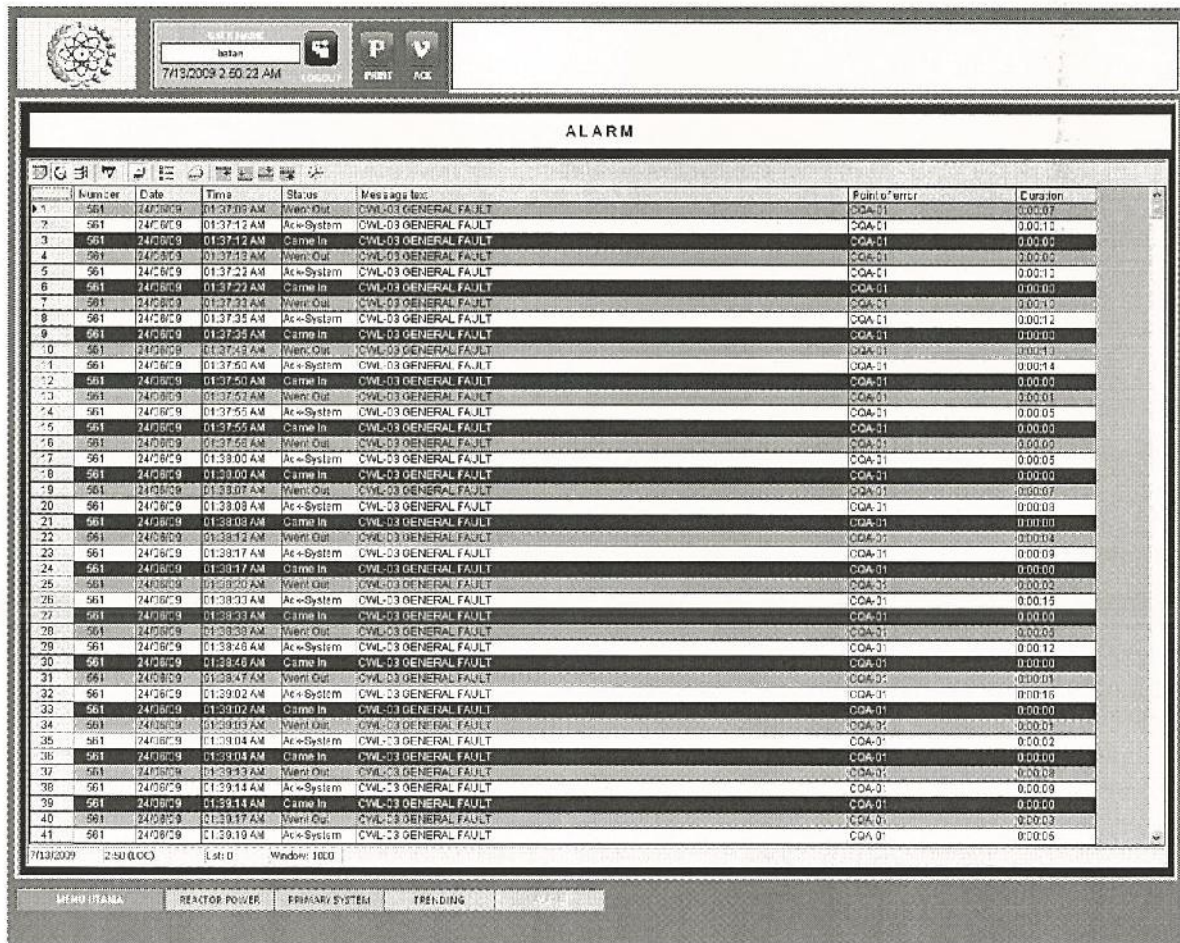 USER NAME
batan
7/13/2009 2:50:22 AM
LOGOUT
P
PRINT
V
ACK
ALARM
Number Date Time Status Message text Point of error Duration
1 561 24/06/09 01:37:09 AM Went Out CWL-03 GENERAL FAULT CQA-01 0:00:07
2 561 24/06/09 01:37:12 AM Ack-System CWL-03 GENERAL FAULT CQA-01 0:00:10
3 561 24/06/09 01:37:12 AM Came In CWL-03 GENERAL FAULT CQA-01 0:00:00
4 561 24/06/09 01:37:13 AM Went Out CWL-03 GENERAL FAULT CQA-01 0:00:00
5 561 24/06/09 01:37:22 AM Ack-System CWL-03 GENERAL FAULT CQA-01 0:00:10
6 561 24/06/09 01:37:22 AM Came In CWL-03 GENERAL FAULT CQA-01 0:00:00
7 561 24/06/09 01:37:33 AM Went Out CWL-03 GENERAL FAULT CQA-01 0:00:10
8 561 24/06/09 01:37:35 AM Ack-System CWL-03 GENERAL FAULT CQA-01 0:00:12
9 561 24/06/09 01:37:35 AM Came In CWL-03 GENERAL FAULT CQA-01 0:00:00
10 561 24/06/09 01:37:49 AM Went Out CWL-03 GENERAL FAULT CQA-01 0:00:13
11 561 24/06/09 01:37:50 AM Ack-System CWL-03 GENERAL FAULT CQA-01 0:00:14
12 561 24/06/09 01:37:50 AM Came In CWL-03 GENERAL FAULT CQA-01 0:00:00
13 561 24/06/09 01:37:52 AM Went Out CWL-03 GENERAL FAULT CQA-01 0:00:01
14 561 24/06/09 01:37:55 AM Ack-System CWL-03 GENERAL FAULT CQA-01 0:00:05
15 561 24/06/09 01:37:55 AM Came In CWL-03 GENERAL FAULT CQA-01 0:00:00
16 561 24/06/09 01:37:56 AM Went Out CWL-03 GENERAL FAULT CQA-01 0:00:00
17 561 24/06/09 01:38:00 AM Ack-System CWL-03 GENERAL FAULT CQA-01 0:00:05
18 561 24/06/09 01:38:00 AM Came In CWL-03 GENERAL FAULT CQA-01 0:00:00
19 561 24/06/09 01:38:07 AM Went Out CWL-03 GENERAL FAULT CQA-01 0:00:07
20 561 24/06/09 01:38:08 AM Ack-System CWL-03 GENERAL FAULT CQA-01 0:00:08
21 561 24/06/09 01:38:08 AM Came In CWL-03 GENERAL FAULT CQA-01 0:00:00
22 561 24/06/09 01:38:12 AM Went Out CWL-03 GENERAL FAULT CQA-01 0:00:04
23 561 24/06/09 01:38:17 AM Ack-System CWL-03 GENERAL FAULT CQA-01 0:00:09
24 561 24/06/09 01:38:17 AM Came In CWL-03 GENERAL FAULT CQA-01 0:00:00
25 561 24/06/09 01:38:20 AM Went Out CWL-03 GENERAL FAULT CQA-01 0:00:02
26 561 24/06/09 01:38:33 AM Ack-System CWL-03 GENERAL FAULT CQA-01 0:00:15
27 561 24/06/09 01:38:33 AM Came In CWL-03 GENERAL FAULT CQA-01 0:00:00
28 561 24/06/09 01:38:38 AM Went Out CWL-03 GENERAL FAULT CQA-01 0:00:05
29 561 24/06/09 01:38:46 AM Ack-System CWL-03 GENERAL FAULT CQA-01 0:00:12
30 561 24/06/09 01:38:46 AM Came In CWL-03 GENERAL FAULT CQA-01 0:00:00
31 561 24/06/09 01:38:47 AM Went Out CWL-03 GENERAL FAULT CQA-01 0:00:01
32 561 24/06/09 01:39:02 AM Ack-System CWL-03 GENERAL FAULT CQA-01 0:00:16
33 561 24/06/09 01:39:02 AM Came In CWL-03 GENERAL FAULT CQA-01 0:00:00
34 561 24/06/09 01:39:03 AM Went Out CWL-03 GENERAL FAULT CQA-01 0:00:01
35 561 24/06/09 01:39:04 AM Ack-System CWL-03 GENERAL FAULT CQA-01 0:00:02
36 561 24/06/09 01:39:04 AM Came In CWL-03 GENERAL FAULT CQA-01 0:00:00
37 561 24/06/09 01:39:13 AM Went Out CWL-03 GENERAL FAULT CQA-01 0:00:08
38 561 24/06/09 01:39:14 AM Ack-System CWL-03 GENERAL FAULT CQA-01 0:00:09
39 561 24/06/09 01:39:14 AM Came In CWL-03 GENERAL FAULT CQA-01 0:00:00
40 561 24/06/09 01:39:17 AM Went Out CWL-03 GENERAL FAULT CQA-01 0:00:03
41 561 24/06/09 01:39:19 AM Ack-System CWL-03 GENERAL FAULT CQA-01 0:00:05
7/13/2009 2:50 (LOC) List: 0 Window: 1000
MENU UTAMA REACTOR POWER PRIMARY SYSTEM TRENDING